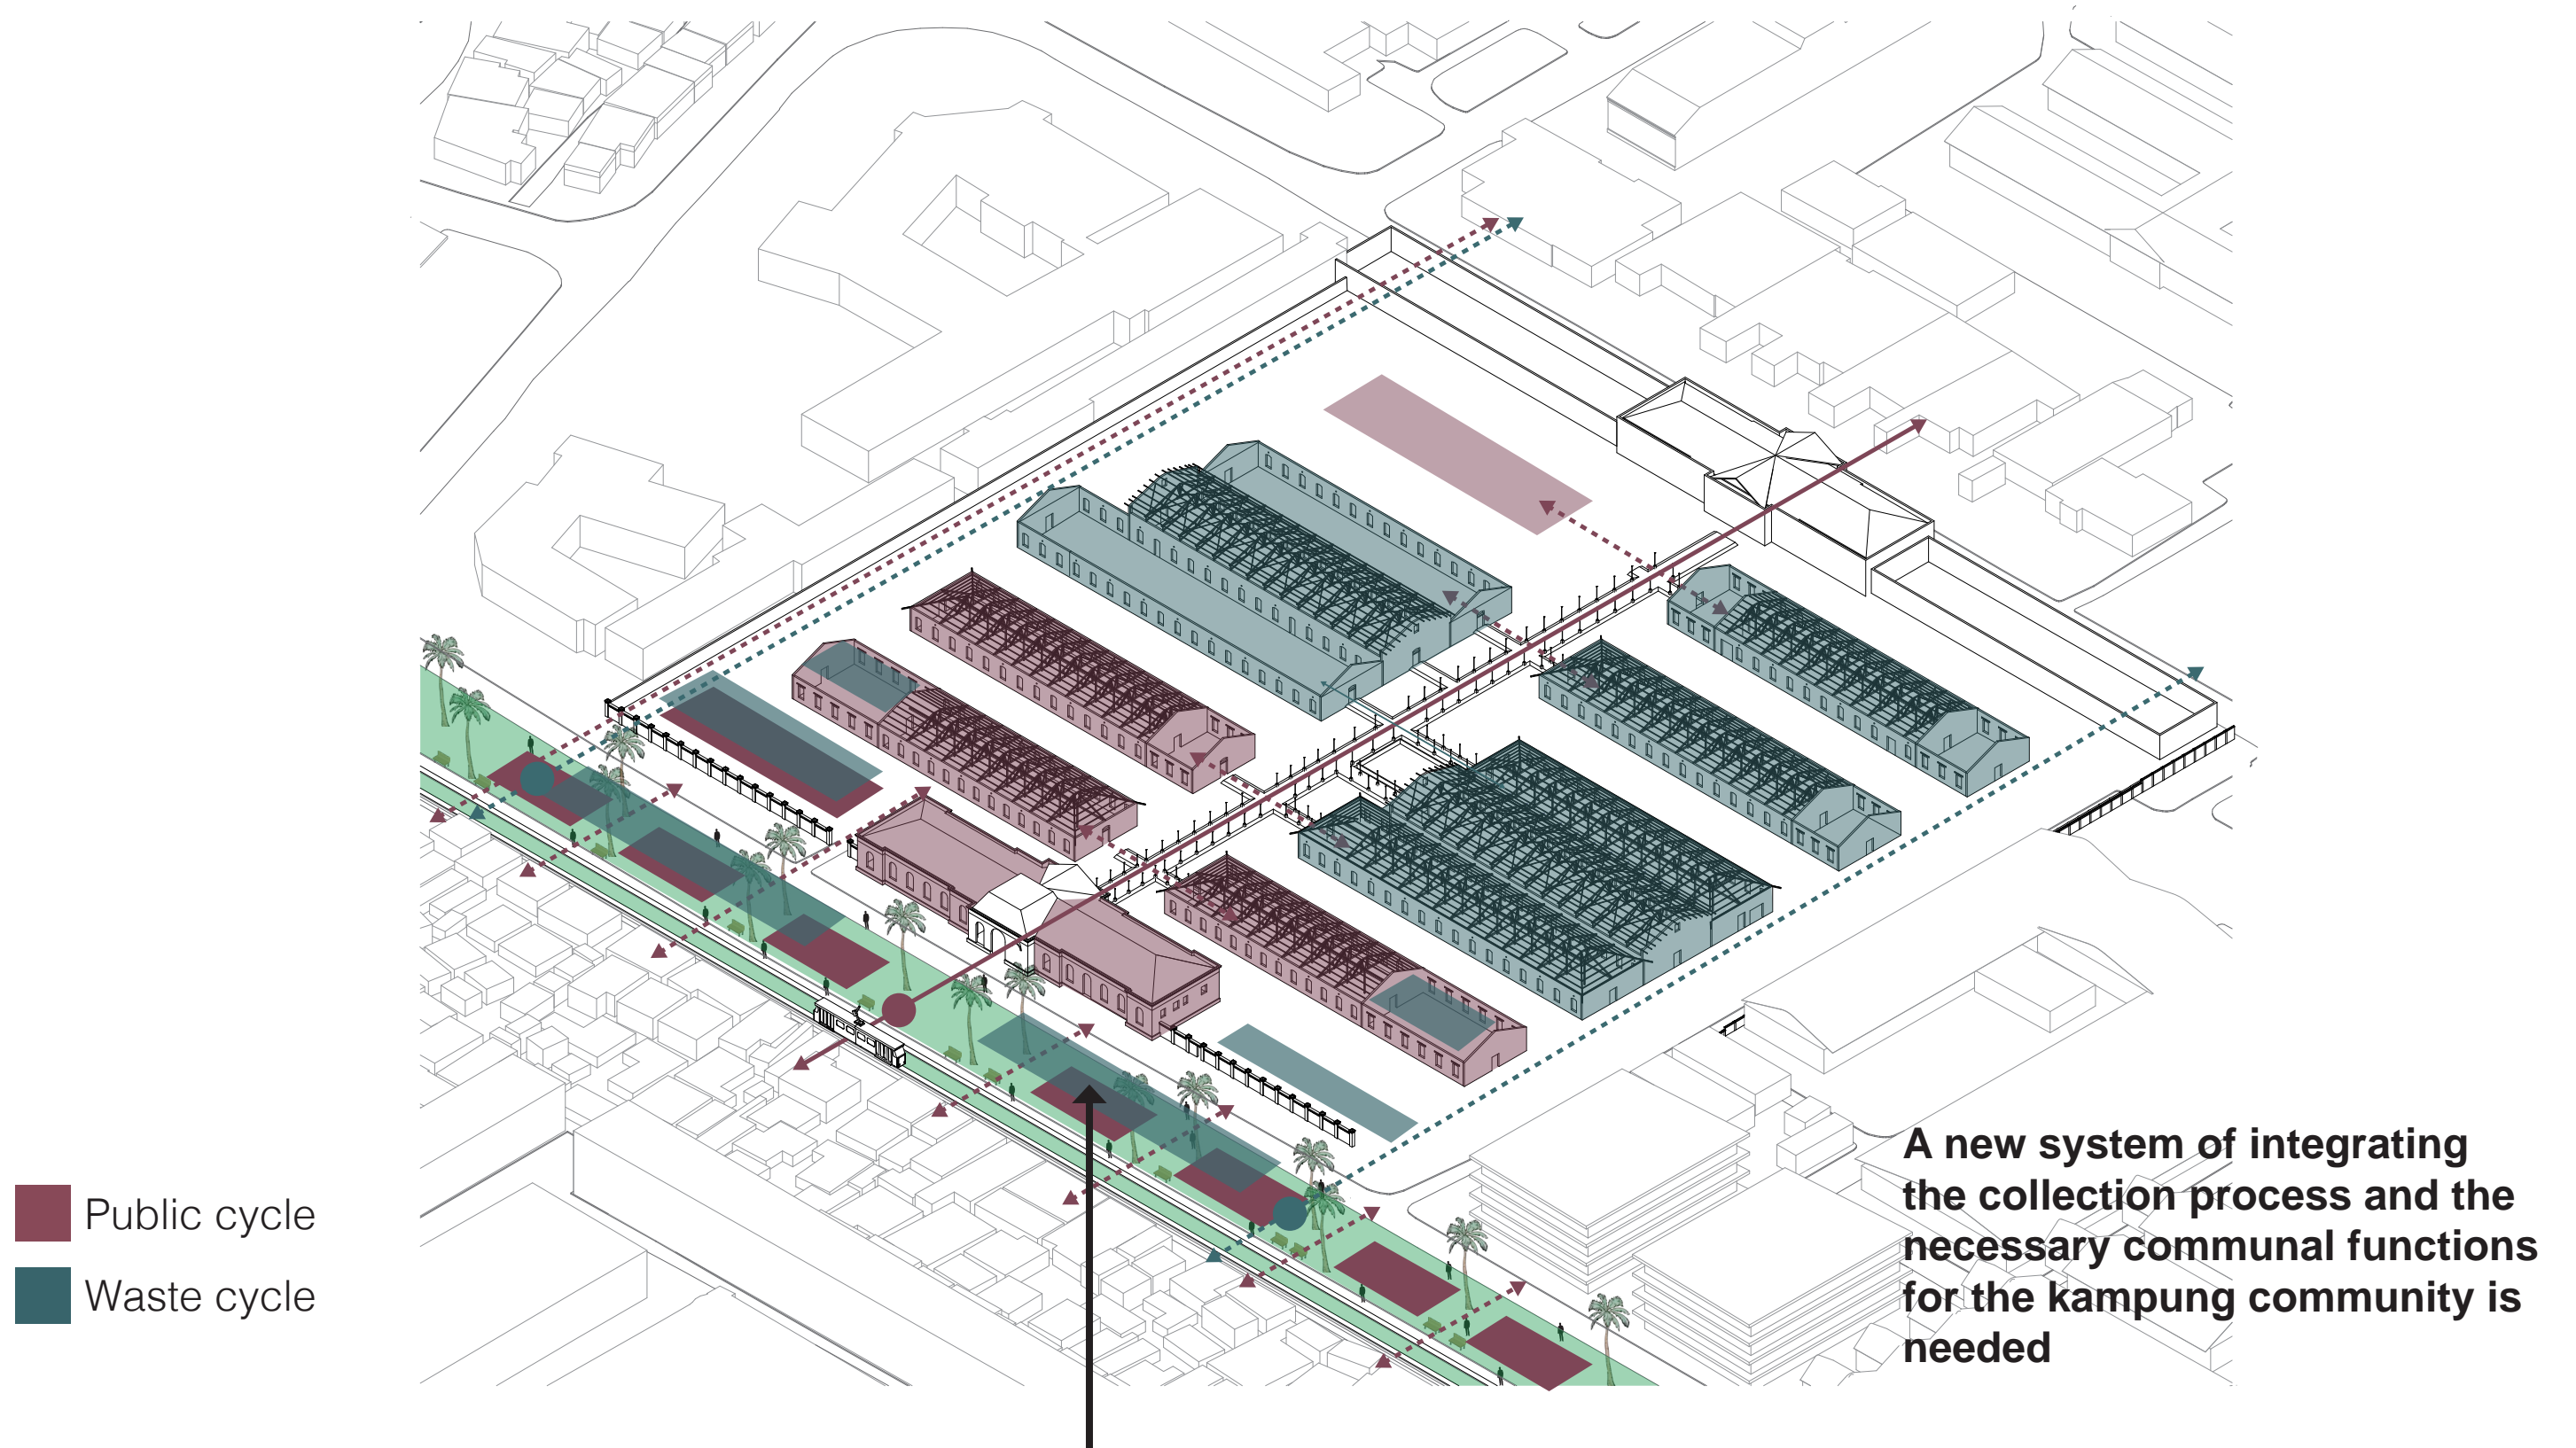 Public cycle
Waste cycle
A new system of integrating
the collection process and the
necessary communal functions
for the kampung community is
needed